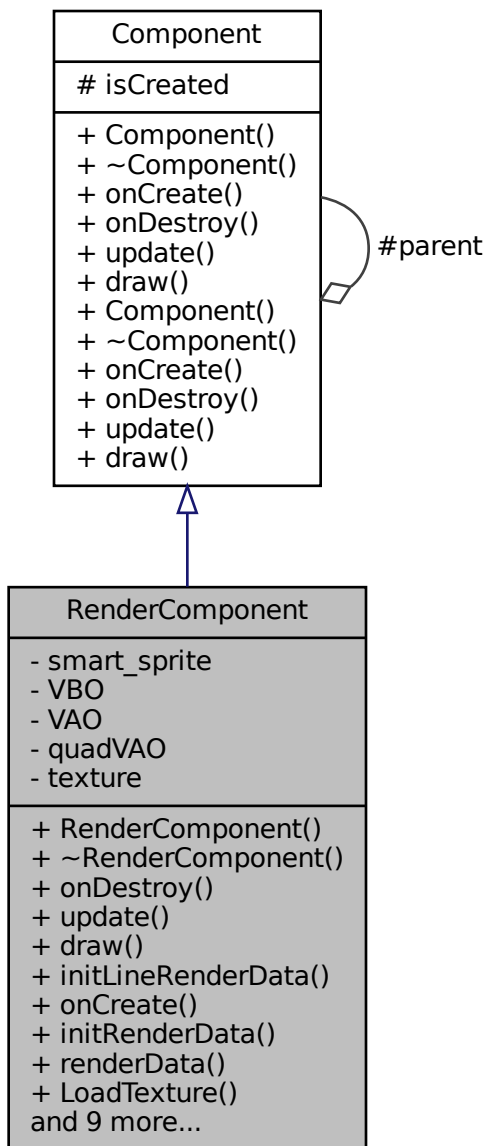 Component
# isCreated
+ Component()
+ ~Component()
+ onCreate()
+ onDestroy()
+ update()
+ draw()
+ Component()
+ ~Component()
+ onCreate()
+ onDestroy()
+ update()
+ draw()
#parent
RenderComponent
- smart_sprite
- VBO
- VAO
- quadVAO
- texture
+ RenderComponent()
+ ~RenderComponent()
+ onDestroy()
+ update()
+ draw()
+ initLineRenderData()
+ onCreate()
+ initRenderData()
+ renderData()
+ LoadTexture()
and 9 more...